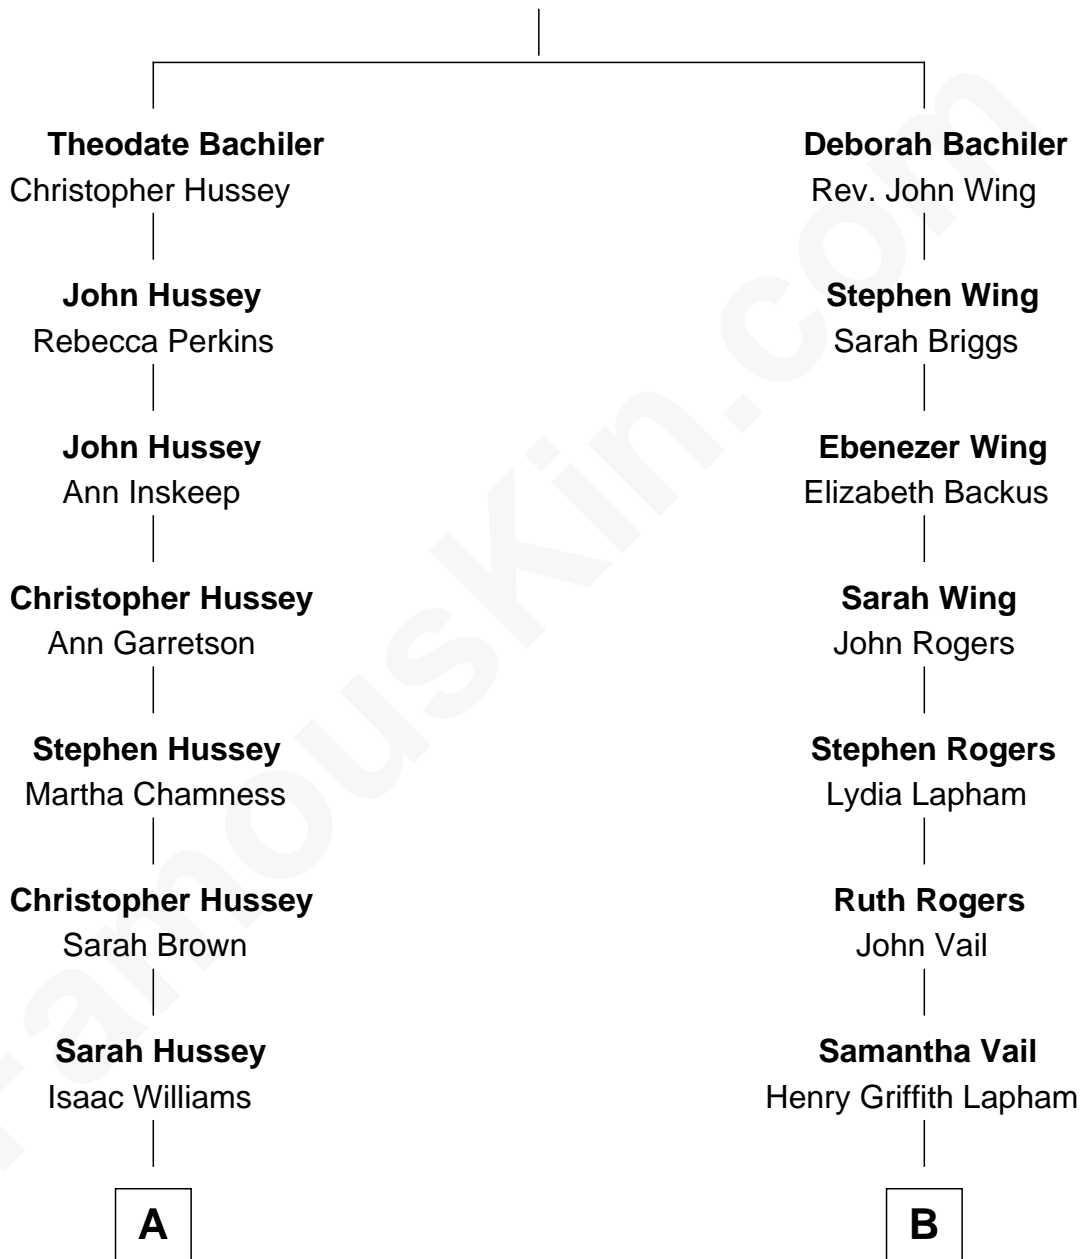 Theodate Bachiler
Christopher Hussey
John Hussey
Rebecca Perkins
John Hussey
Ann Inskeep
Christopher Hussey
Ann Garretson
Stephen Hussey
Martha Chamness
Christopher Hussey
Sarah Brown
Sarah Hussey
Isaac Williams
A
Deborah Bachiler
Rev. John Wing
Stephen Wing
Sarah Briggs
Ebenezer Wing
Elizabeth Backus
Sarah Wing
John Rogers
Stephen Rogers
Lydia Lapham
Ruth Rogers
John Vail
Samantha Vail
Henry Griffith Lapham
B
FamousKin.com